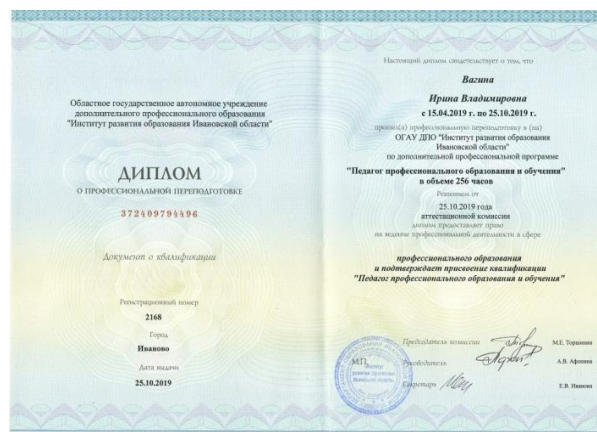 Областное государственное автономное учреждение
дополнительного профессионального образования
"Институт развития образования Ивановской области"
ДИПЛОМ
О ПРОФЕССИОНАЛЬНОЙ ПЕРЕПОДГОТОВКЕ
372409794496
Документ о квалификации
Регистрационный номер
2168
Город
Иваново
Дата выдачи
25.10.2019
Настоящий диплом свидетельствует о том, что
Вагина
Ирина Владимировна
с 15.04.2019 г. по 25.10.2019 г.
прошел(а) профессиональную переподготовку в (на)
ОГАУ ДПО "Институт развития образования
Ивановской области"
по дополнительной профессиональной программе
"Педагог профессионального образования и обучения"
в объеме 256 часов
Решением от
25.10.2019 года
аттестационной комиссии
диплом предоставляет право
на ведение профессиональной деятельности в сфере
профессионального образования
и подтверждает присвоение квалификации
"Педагог профессионального образования и обучения"
Председатель комиссии М.Е. Торшинин
М.П. Руководитель А.В. Афонина
Секретарь Е.В. Иванова